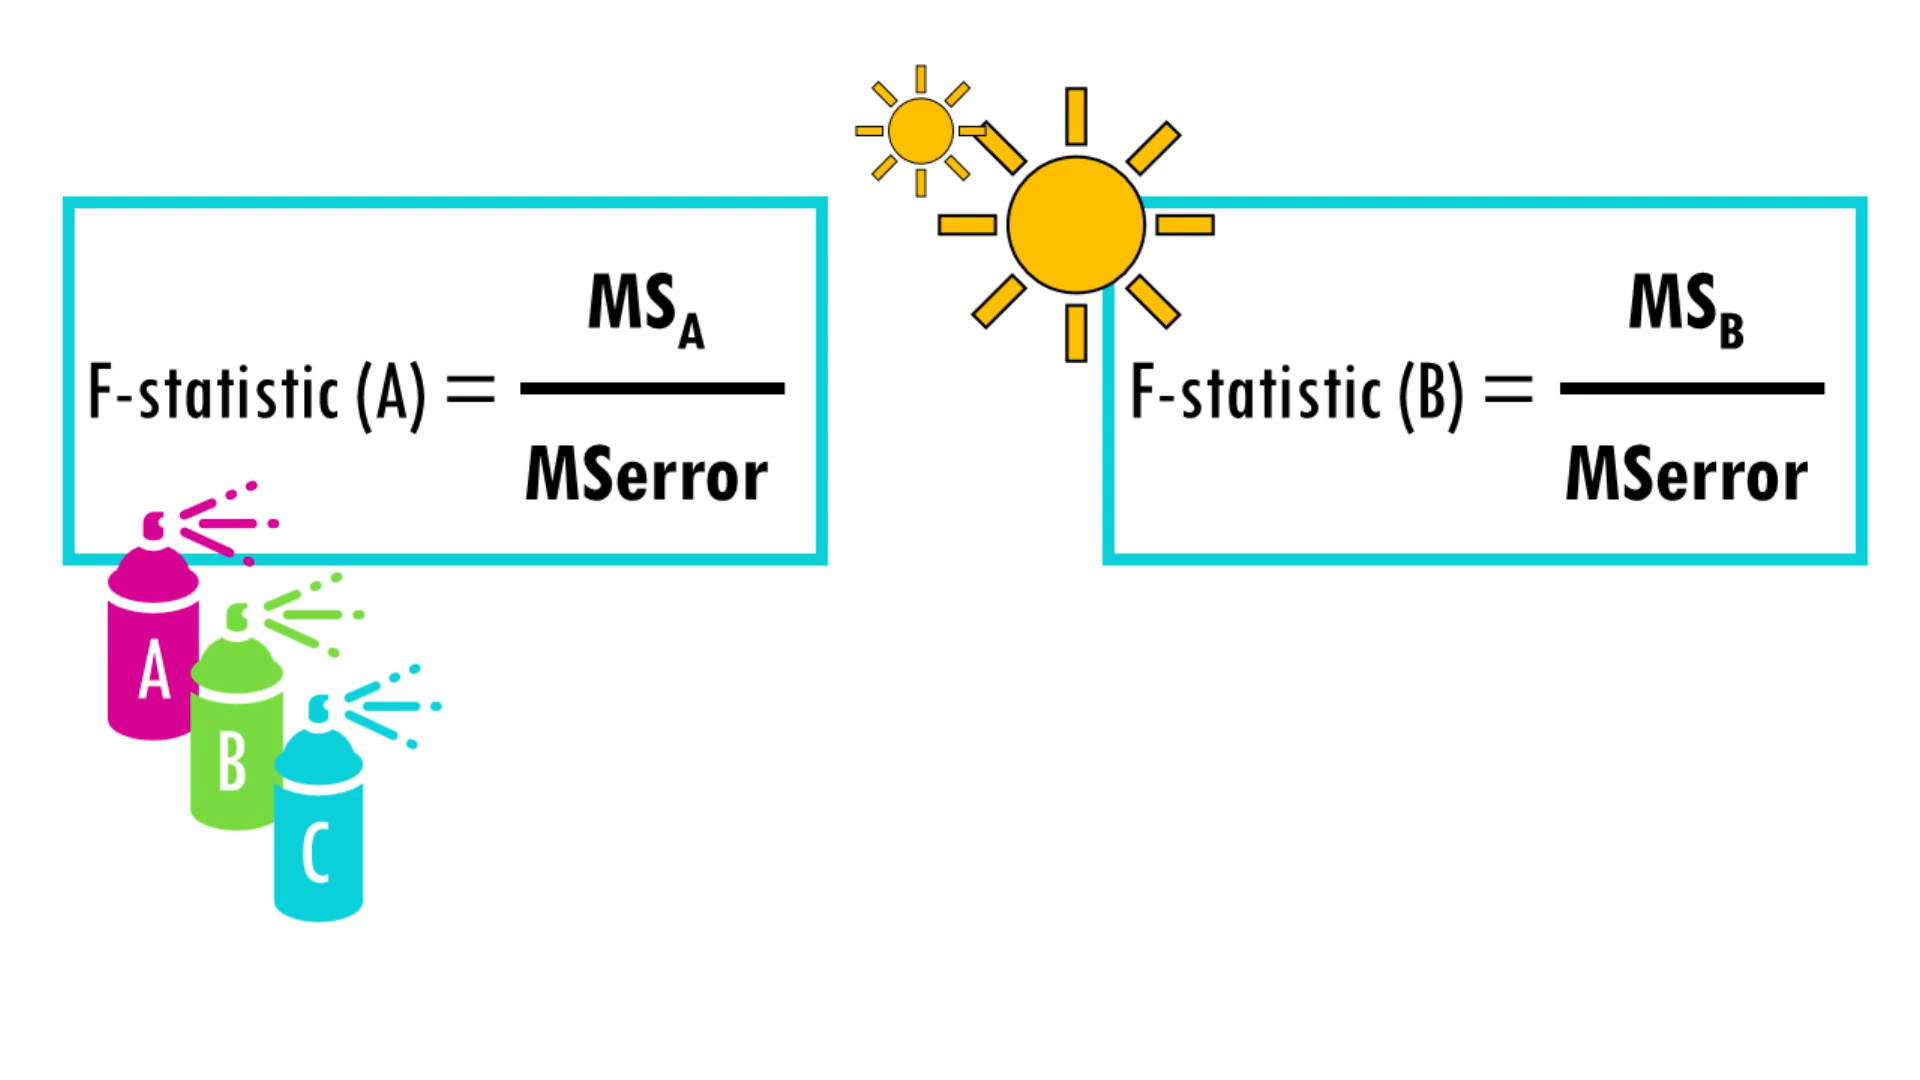 F-statistic (A) = MS_A / MSerror
F-statistic (B) = MS_B / MSerror
A
B
C